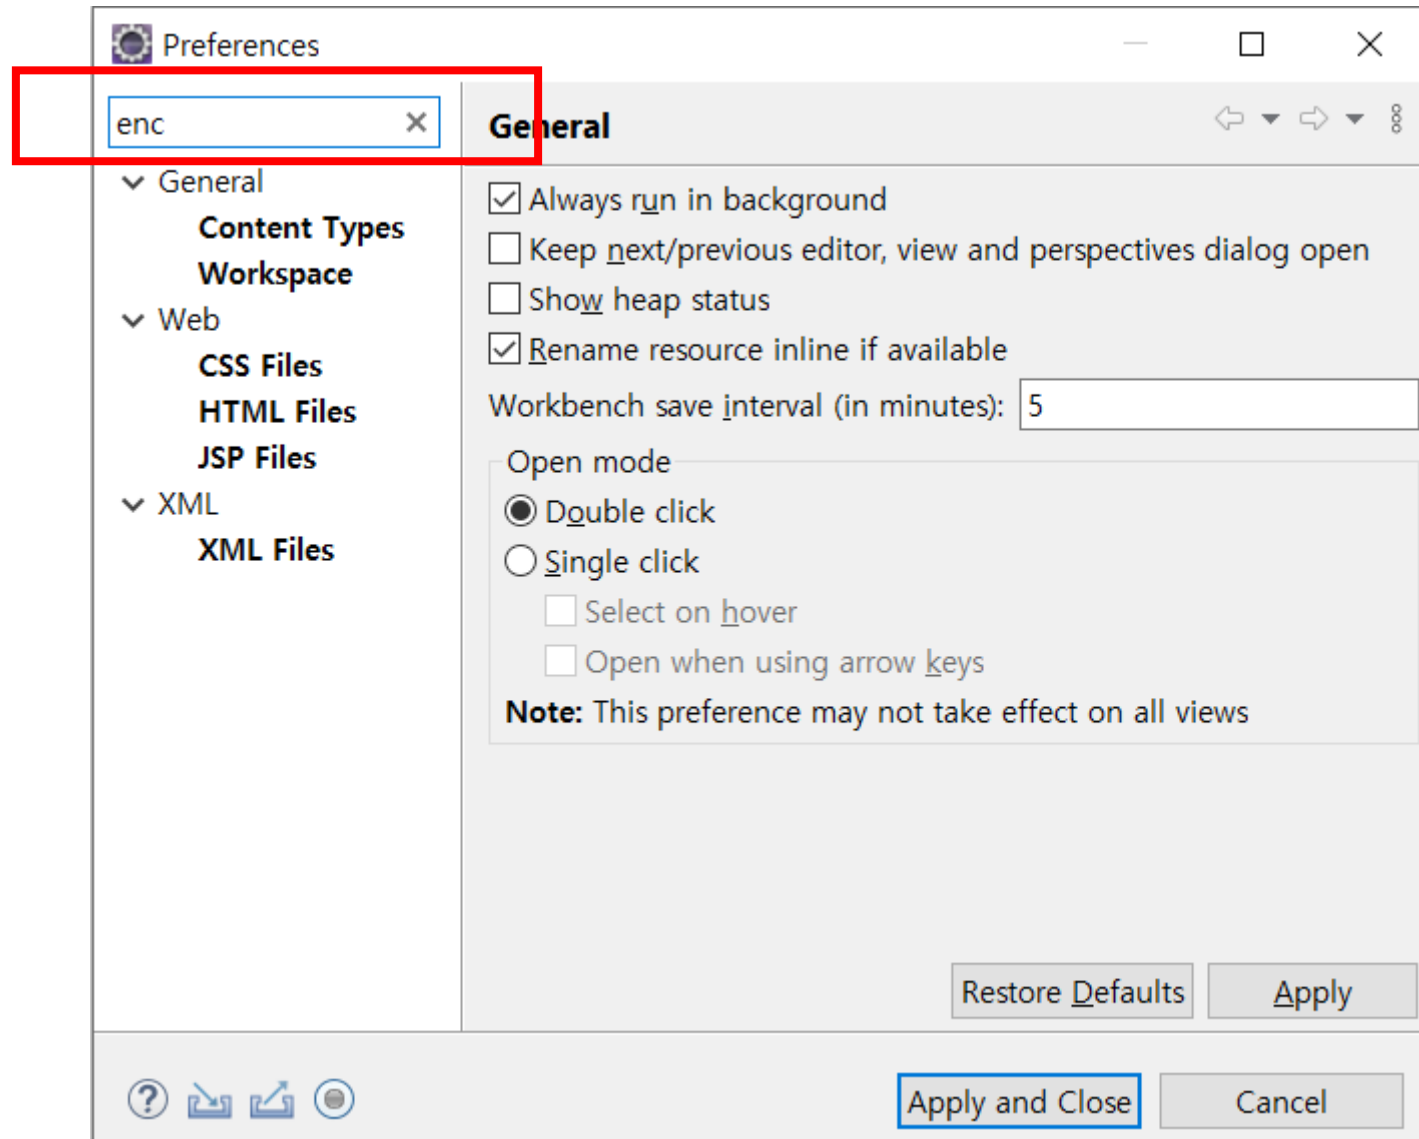 Preferences
enc
General
Content Types
Workspace
Web
CSS Files
HTML Files
JSP Files
XML
XML Files
General
Always run in background
Keep next/previous editor, view and perspectives dialog open
Show heap status
Rename resource inline if available
Workbench save interval (in minutes): 5
Open mode
Double click
Single click
Select on hover
Open when using arrow keys
Note: This preference may not take effect on all views
Restore Defaults Apply
Apply and Close Cancel